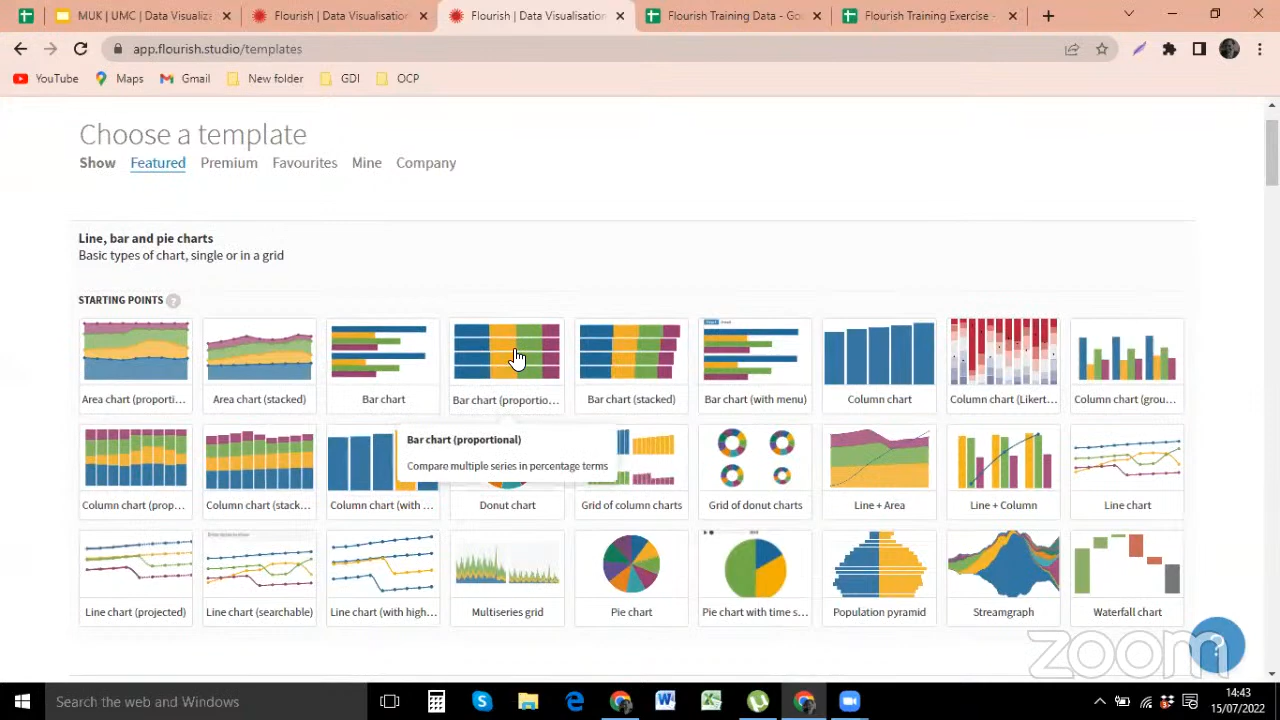 MUK | UMC | Data Visualiza
Flourish | Data Visualisation
Flourish | Data Visualisation
Flourish Training Data - Goo
Flourish Training Exercise -
app.flourish.studio/templates
YouTube
Maps
Gmail
New folder
GDI
OCP
Choose a template
Show Featured Premium Favourites Mine Company
Line, bar and pie charts
Basic types of chart, single or in a grid
STARTING POINTS ?
Area chart (proporti...
Area chart (stacked)
Bar chart
Bar chart (proportio...
Bar chart (stacked)
Bar chart (with menu)
Column chart
Column chart (Likert...
Column chart (grou...
Bar chart (proportional)
Compare multiple series in percentage terms
Column chart (prop...
Column chart (stack...
Column chart (with ...
Donut chart
Grid of column charts
Grid of donut charts
Line + Area
Line + Column
Line chart
Line chart (projected)
Line chart (searchable)
Line chart (with high...
Multiseries grid
Pie chart
Pie chart with time s...
Population pyramid
Streamgraph
Waterfall chart
zoom
?
Search the web and Windows
14:43
15/07/2022